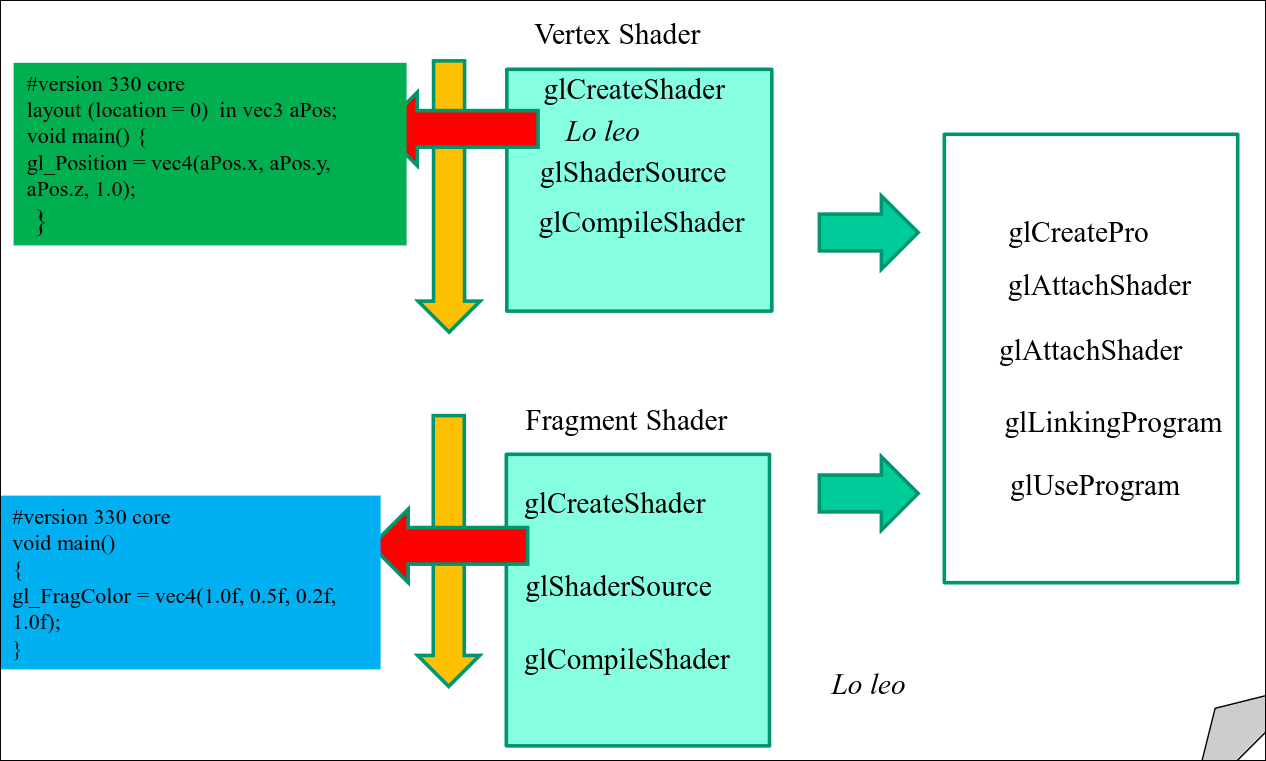 Vertex Shader
#version 330 core
layout (location = 0)  in vec3 aPos;
void main() {
gl_Position = vec4(aPos.x, aPos.y,
aPos.z, 1.0);
}
glCreateShader
Lo leo
glShaderSource
glCompileShader
Fragment Shader
#version 330 core
void main()
{
gl_FragColor = vec4(1.0f, 0.5f, 0.2f,
1.0f);
}
glCreateShader
glShaderSource
glCompileShader
glCreatePro
glAttachShader
glAttachShader
glLinkingProgram
glUseProgram
Lo leo